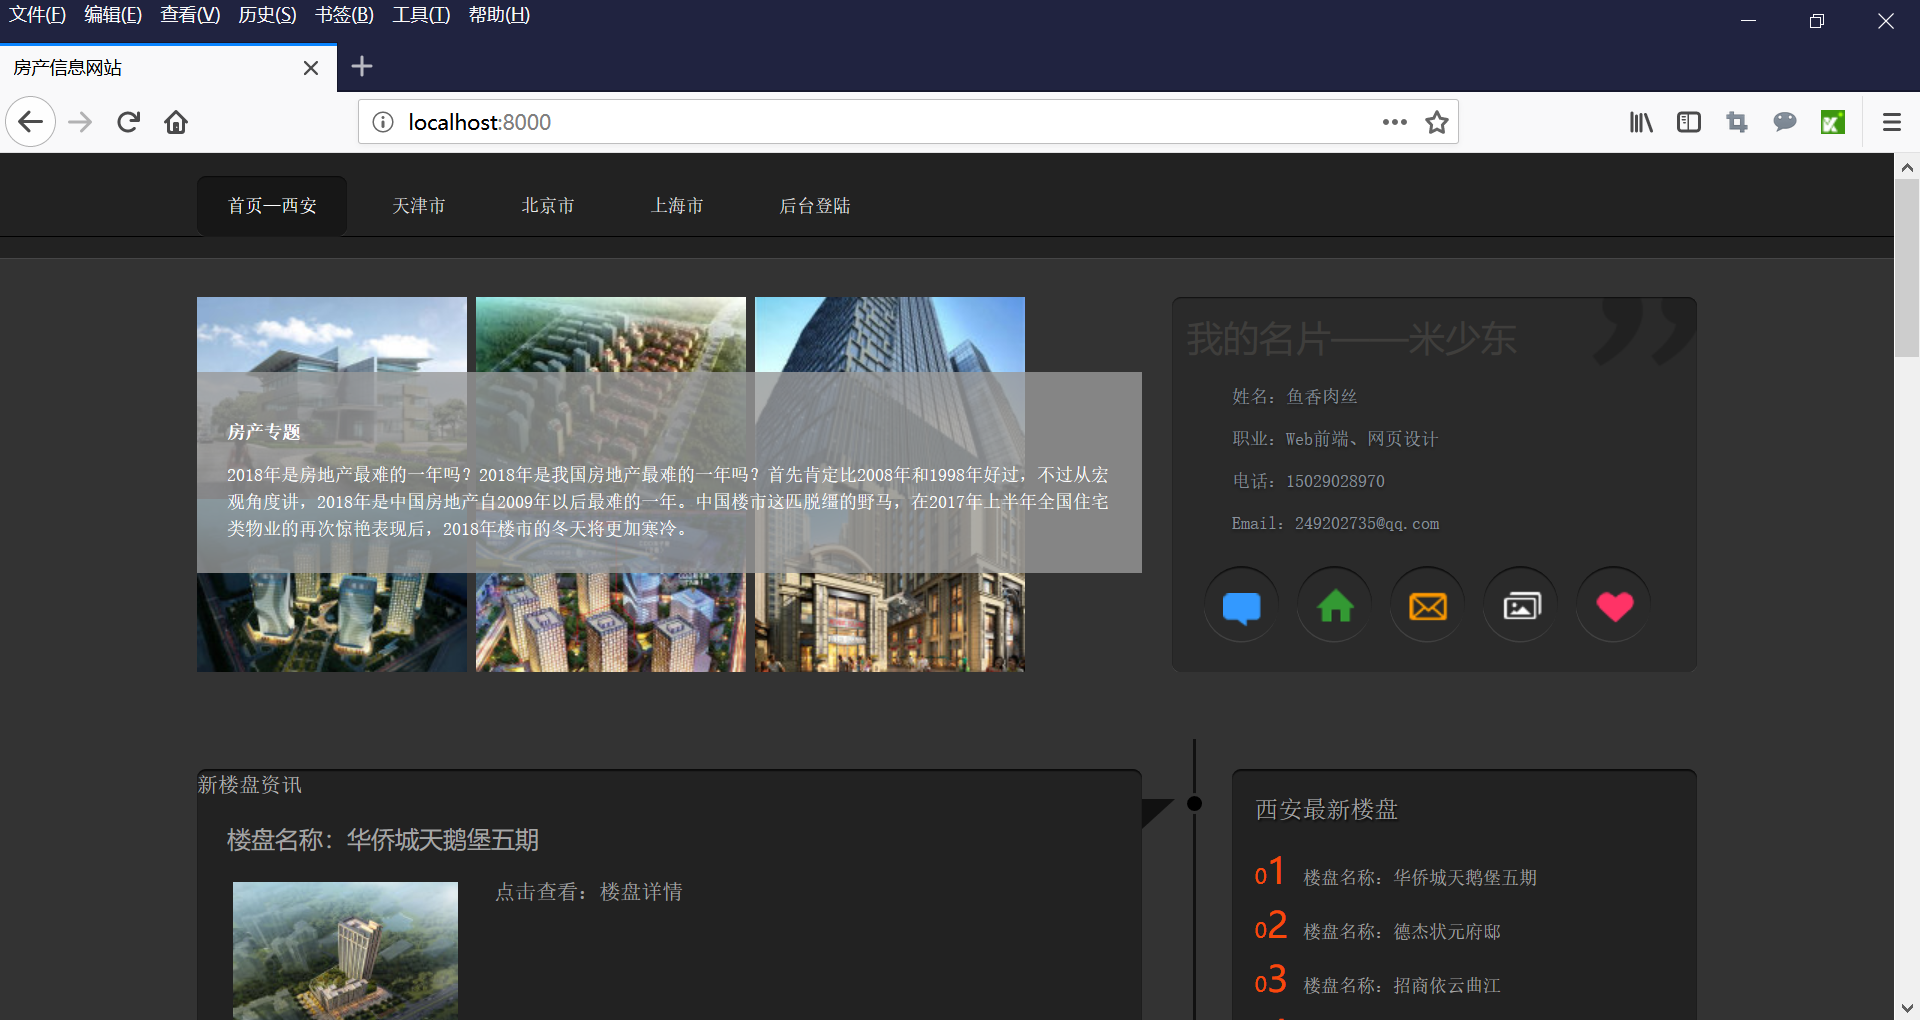 文件(F) 编辑(E) 查看(V) 历史(S) 书签(B) 工具(T) 帮助(H)
房产信息网站
localhost:8000
首页—西安 天津市 北京市 上海市 后台登陆
房产专题
2018年是房地产最难的一年吗？2018年是我国房地产最难的一年吗？首先肯定比2008年和1998年好过，不过从宏
观角度讲，2018年是中国房地产自2009年以后最难的一年。中国楼市这匹脱缰的野马，在2017年上半年全国住宅
类物业的再次惊艳表现后，2018年楼市的冬天将更加寒冷。
我的名片——米少东
姓名：鱼香肉丝
职业：Web前端、网页设计
电话：15029028970
Email：249202735@qq.com
新楼盘资讯
楼盘名称：华侨城天鹅堡五期
点击查看：楼盘详情
西安最新楼盘
01 楼盘名称：华侨城天鹅堡五期
02 楼盘名称：德杰状元府邸
03 楼盘名称：招商依云曲江